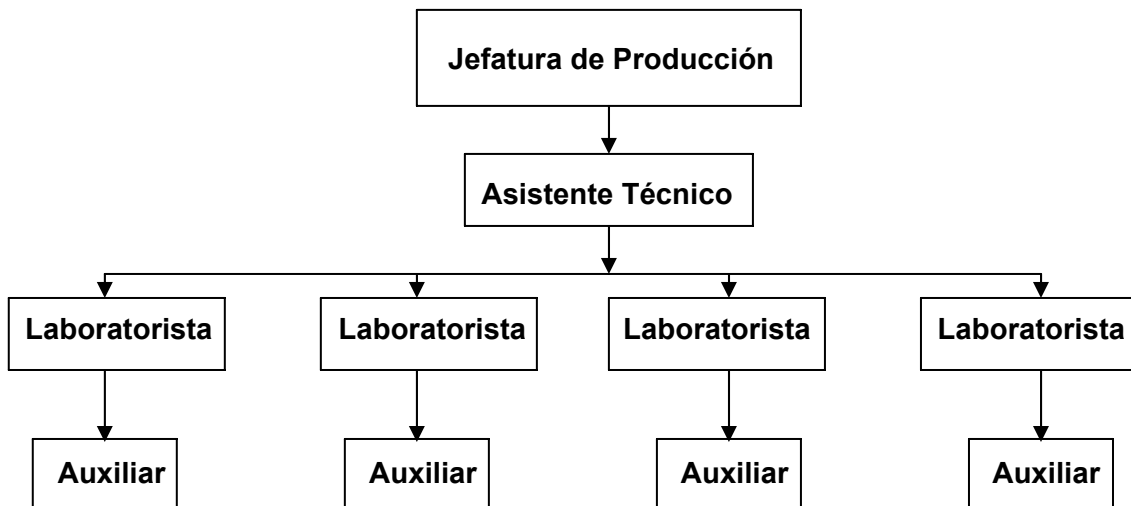 Jefatura de Producción
Asistente Técnico
Laboratorista
Laboratorista
Laboratorista
Laboratorista
Auxiliar
Auxiliar
Auxiliar
Auxiliar